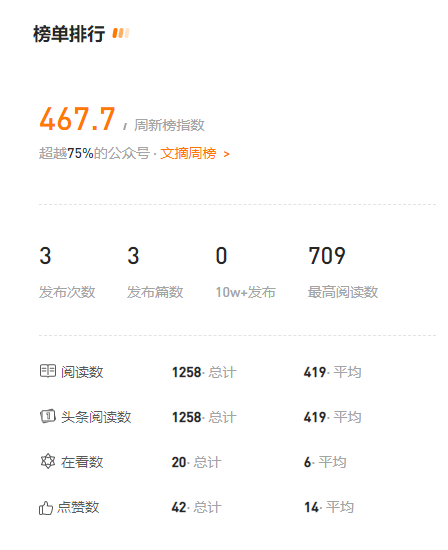 榜单排行
467.7 / 周新榜指数
超越75%的公众号 · 文摘周榜 >
3 3 0 709
发布次数 发布篇数 10w+发布 最高阅读数
阅读数 1258· 总计 419· 平均
头条阅读数 1258· 总计 419· 平均
在看数 20· 总计 6· 平均
点赞数 42· 总计 14· 平均